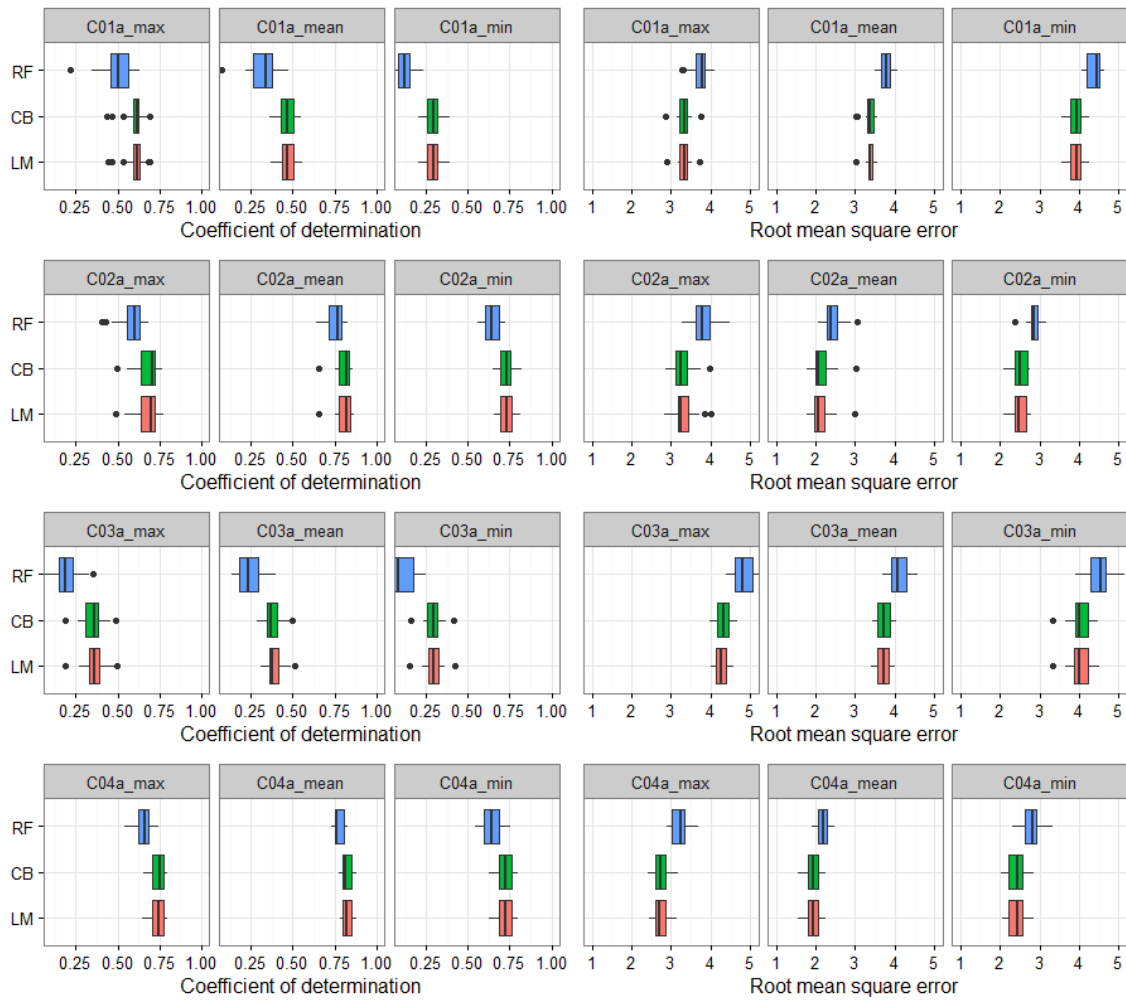 C01a_max C01a_mean C01a_min C01a_max C01a_mean C01a_min
RF
CB
LM
0.25 0.50 0.75 1.00 0.25 0.50 0.75 1.00 0.25 0.50 0.75 1.00 1 2 3 4 5 1 2 3 4 5 1 2 3 4 5
Coefficient of determination Root mean square error
C02a_max C02a_mean C02a_min C02a_max C02a_mean C02a_min
RF
CB
LM
0.25 0.50 0.75 1.00 0.25 0.50 0.75 1.00 0.25 0.50 0.75 1.00 1 2 3 4 5 1 2 3 4 5 1 2 3 4 5
Coefficient of determination Root mean square error
C03a_max C03a_mean C03a_min C03a_max C03a_mean C03a_min
RF
CB
LM
0.25 0.50 0.75 1.00 0.25 0.50 0.75 1.00 0.25 0.50 0.75 1.00 1 2 3 4 5 1 2 3 4 5 1 2 3 4 5
Coefficient of determination Root mean square error
C04a_max C04a_mean C04a_min C04a_max C04a_mean C04a_min
RF
CB
LM
0.25 0.50 0.75 1.00 0.25 0.50 0.75 1.00 0.25 0.50 0.75 1.00 1 2 3 4 5 1 2 3 4 5 1 2 3 4 5
Coefficient of determination Root mean square error